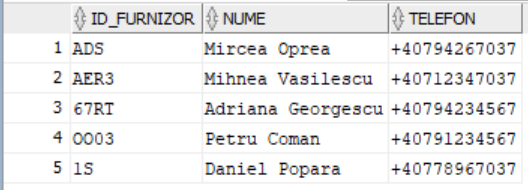 ID_FURNIZOR NUME TELEFON
1 ADS Mircea Oprea +40794267037
2 AER3 Mihnea Vasilescu +40712347037
3 67RT Adriana Georgescu +40794234567
4 OO03 Petru Coman +40791234567
5 1S Daniel Popara +40778967037